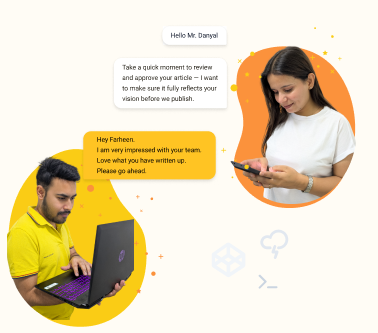 Hello Mr. Danyal
Take a quick moment to review
and approve your article — I want
to make sure it fully reflects your
vision before we publish.
Hey Farheen.
I am very impressed with your team.
Love what you have written up.
Please go ahead.